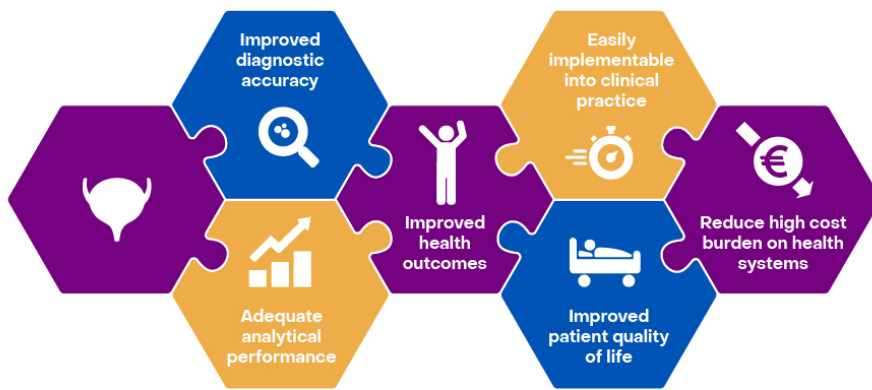 Improved
diagnostic
accuracy
Adequate
analytical
performance
Improved
health
outcomes
Easily
implementable
into clinical
practice
Improved
patient quality
of life
€
Reduce high cost
burden on health
systems